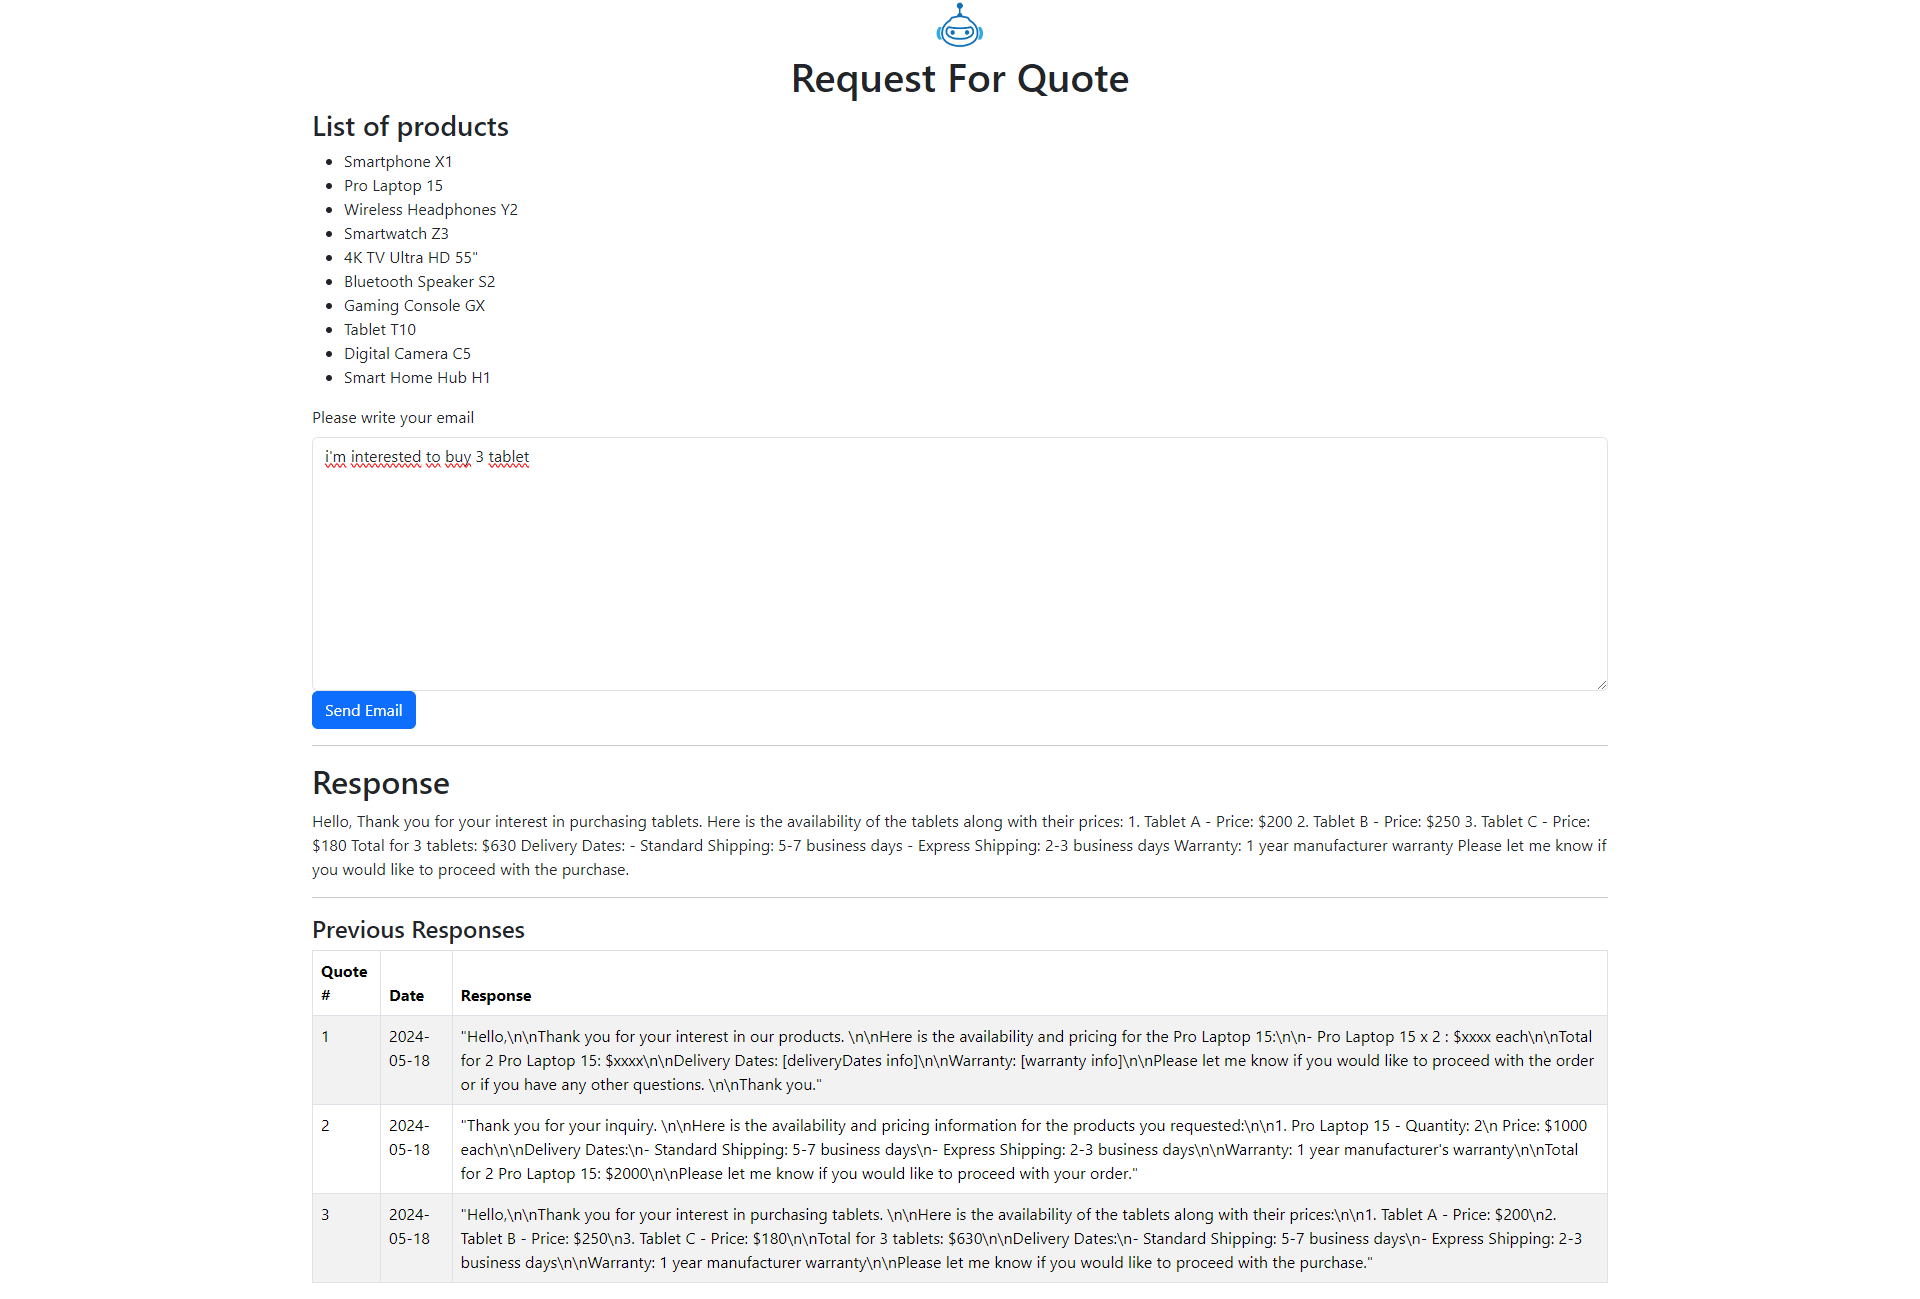 Request For Quote
List of products
Smartphone X1
Pro Laptop 15
Wireless Headphones Y2
Smartwatch Z3
4K TV Ultra HD 55"
Bluetooth Speaker S2
Gaming Console GX
Tablet T10
Digital Camera C5
Smart Home Hub H1
Please write your email
i'm interested to buy 3 tablet
Send Email
Response
Hello, Thank you for your interest in purchasing tablets. Here is the availability of the tablets along with their prices: 1. Tablet A - Price: $200 2. Tablet B - Price: $250 3. Tablet C - Price:
$180 Total for 3 tablets: $630 Delivery Dates: - Standard Shipping: 5-7 business days - Express Shipping: 2-3 business days Warranty: 1 year manufacturer warranty Please let me know if
you would like to proceed with the purchase.
Previous Responses
Quote
#
Date
Response
1
2024-
05-18
"Hello,\n\nThank you for your interest in our products. \n\nHere is the availability and pricing for the Pro Laptop 15:\n\n- Pro Laptop 15 x 2 : $xxxx each\n\nTotal
for 2 Pro Laptop 15: $xxxx\n\nDelivery Dates: [deliveryDates info]\n\nWarranty: [warranty info]\n\nPlease let me know if you would like to proceed with the order
or if you have any other questions. \n\nThank you."
2
2024-
05-18
"Thank you for your inquiry. \n\nHere is the availability and pricing information for the products you requested:\n\n1. Pro Laptop 15 - Quantity: 2\n Price: $1000
each\n\nDelivery Dates:\n- Standard Shipping: 5-7 business days\n- Express Shipping: 2-3 business days\n\nWarranty: 1 year manufacturer's warranty\n\nTotal
for 2 Pro Laptop 15: $2000\n\nPlease let me know if you would like to proceed with your order."
3
2024-
05-18
"Hello,\n\nThank you for your interest in purchasing tablets. \n\nHere is the availability of the tablets along with their prices:\n\n1. Tablet A - Price: $200\n2.
Tablet B - Price: $250\n3. Tablet C - Price: $180\n\nTotal for 3 tablets: $630\n\nDelivery Dates:\n- Standard Shipping: 5-7 business days\n- Express Shipping: 2-3
business days\n\nWarranty: 1 year manufacturer warranty\n\nPlease let me know if you would like to proceed with the purchase."